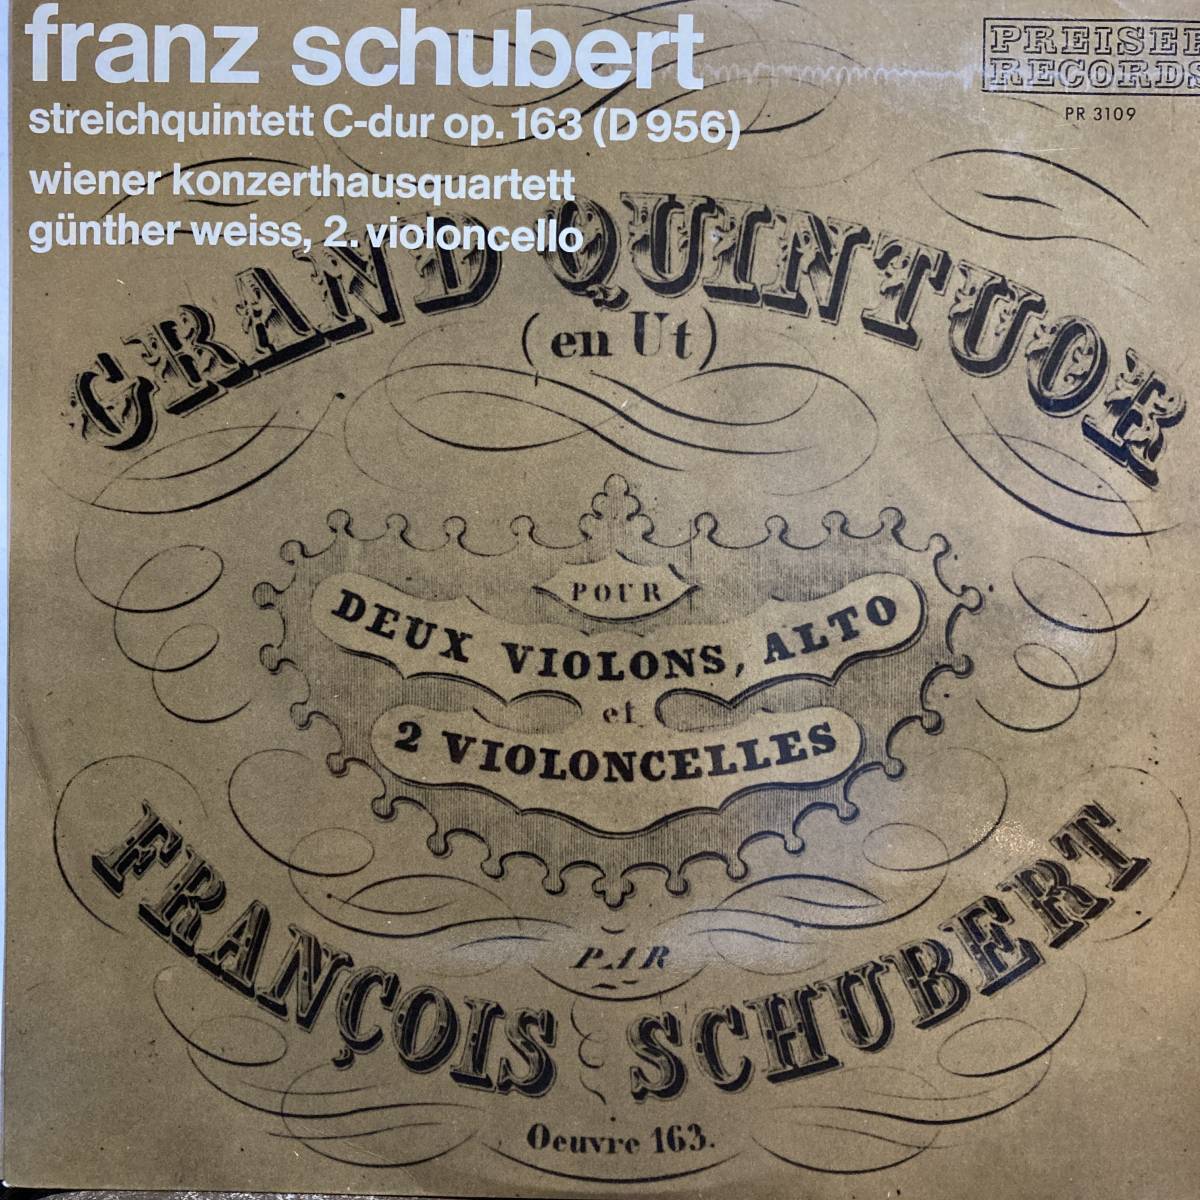 franz schubert
streichquintett C-dur op. 163 (D 956)
wiener konzerthausquartett
günther weiss, 2. violoncello
PREISER
RECORDS
PR 3109
GRAND QUINTUOR
(en Ut)
POUR
DEUX VIOLONS, ALTO
et
2 VIOLONCELLES
PAR
FRANÇOIS SCHUBERT
Oeuvre 163.